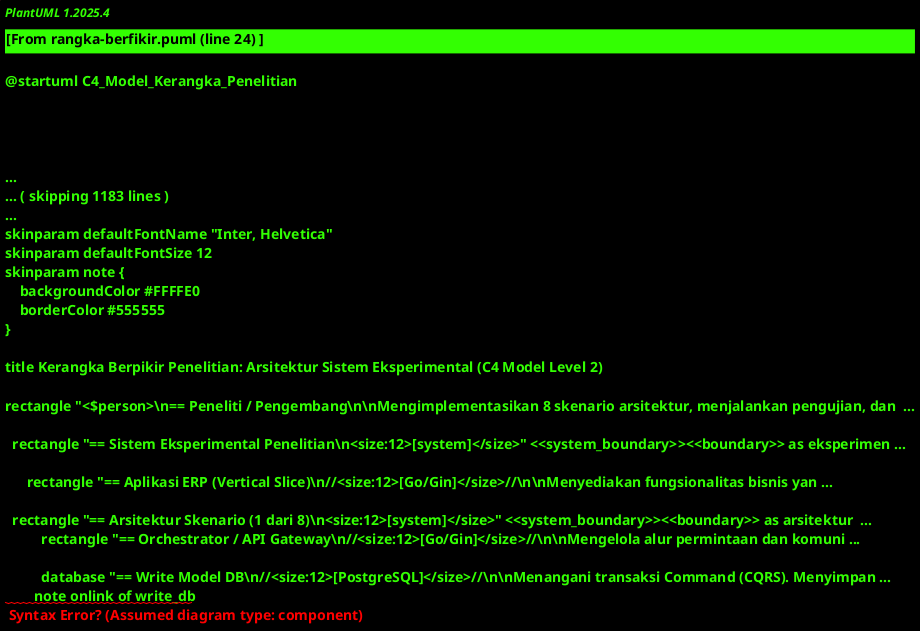 PlantUML 1.2025.4
[From rangka-berfikir.puml (line 24) ]
@startuml C4_Model_Kerangka_Penelitian
...
... ( skipping 1183 lines )
...
skinparam defaultFontName "Inter, Helvetica"
skinparam defaultFontSize 12
skinparam note {
backgroundColor #FFFFE0
borderColor #555555
}
title Kerangka Berpikir Penelitian: Arsitektur Sistem Eksperimental (C4 Model Level 2)
rectangle "<$person>\n== Peneliti / Pengembang\n\nMengimplementasikan 8 skenario arsitektur, menjalankan pengujian, dan ...
rectangle "== Sistem Eksperimental Penelitian\n<size:12>[system]</size>" <<system_boundary>><<boundary>> as eksperimen ...
rectangle "== Aplikasi ERP (Vertical Slice)\n//<size:12>[Go/Gin]</size>//\n\nMenyediakan fungsionalitas bisnis yan ...
rectangle "== Arsitektur Skenario (1 dari 8)\n<size:12>[system]</size>" <<system_boundary>><<boundary>> as arsitektur ...
rectangle "== Orchestrator / API Gateway\n//<size:12>[Go/Gin]</size>//\n\nMengelola alur permintaan dan komuni ...
database "== Write Model DB\n//<size:12>[PostgreSQL]</size>//\n\nMenangani transaksi Command (CQRS). Menyimpan ...
note onlink of write_db
Syntax Error? (Assumed diagram type: component)